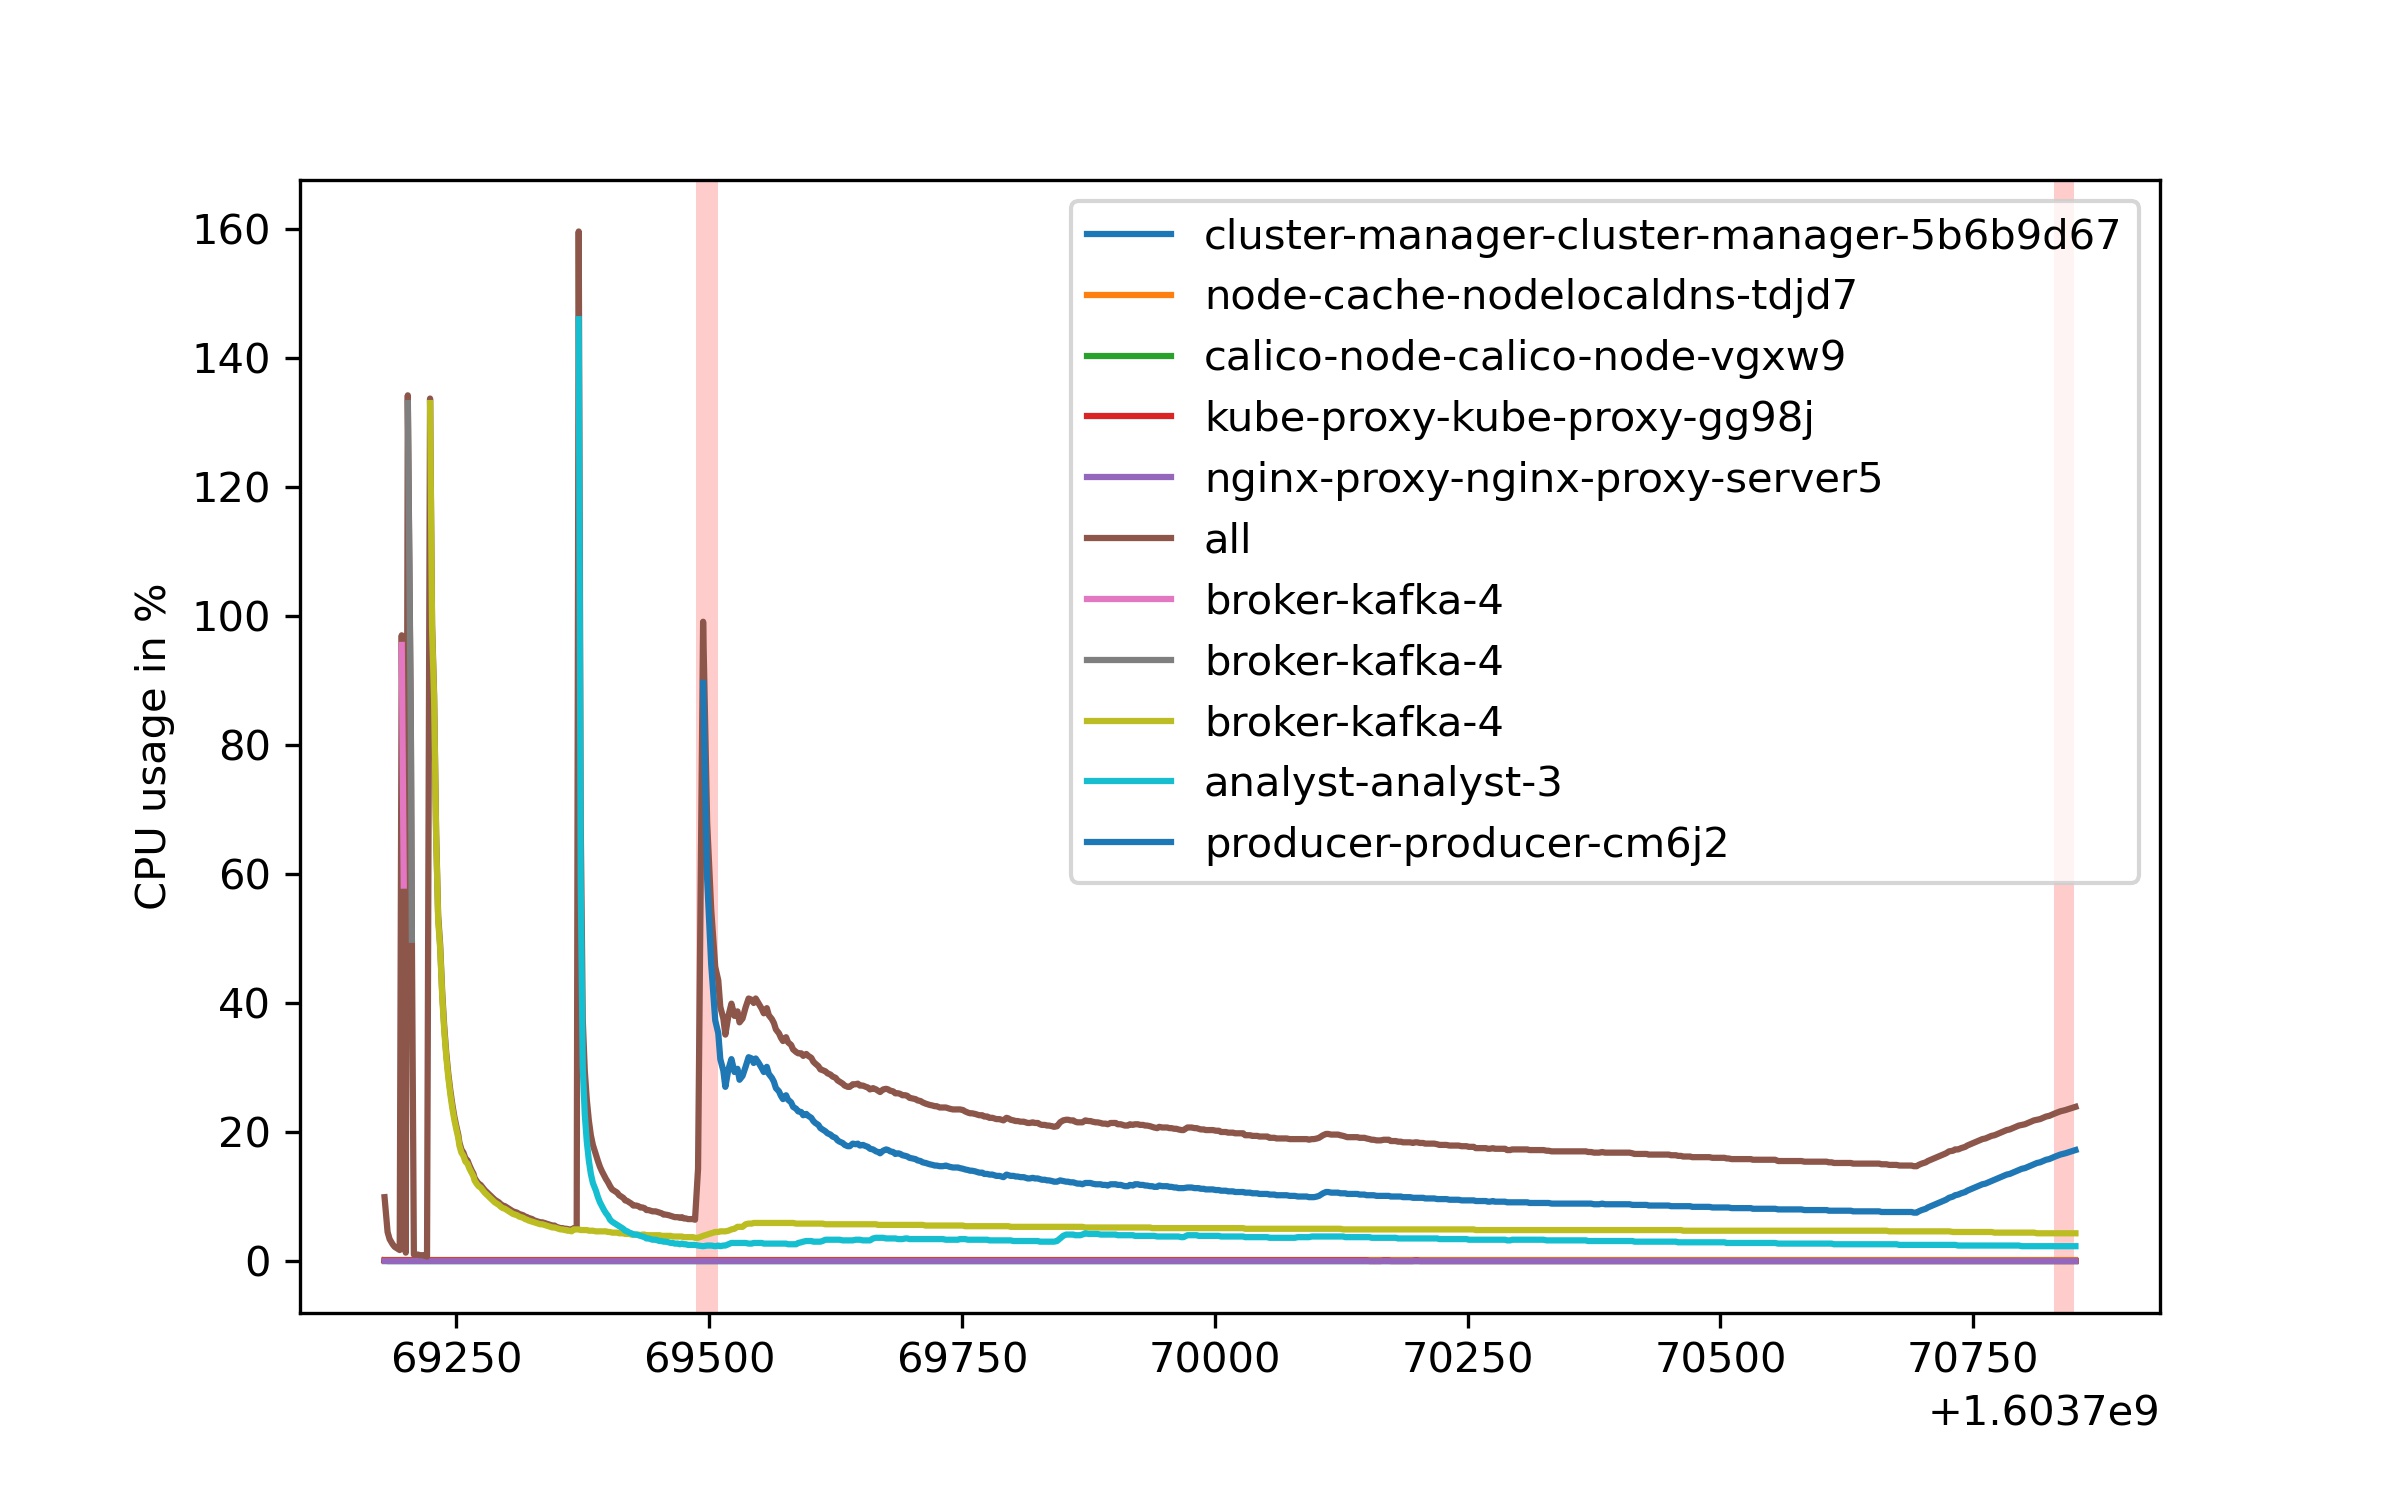 160
140
120
100
80
60
40
20
0
CPU usage in %
cluster-manager-cluster-manager-5b6b9d67
node-cache-nodelocaldns-tdjd7
calico-node-calico-node-vgxw9
kube-proxy-kube-proxy-gg98j
nginx-proxy-nginx-proxy-server5
all
broker-kafka-4
broker-kafka-4
broker-kafka-4
analyst-analyst-3
producer-producer-cm6j2
69250 69500 69750 70000 70250 70500 70750
+1.6037e9